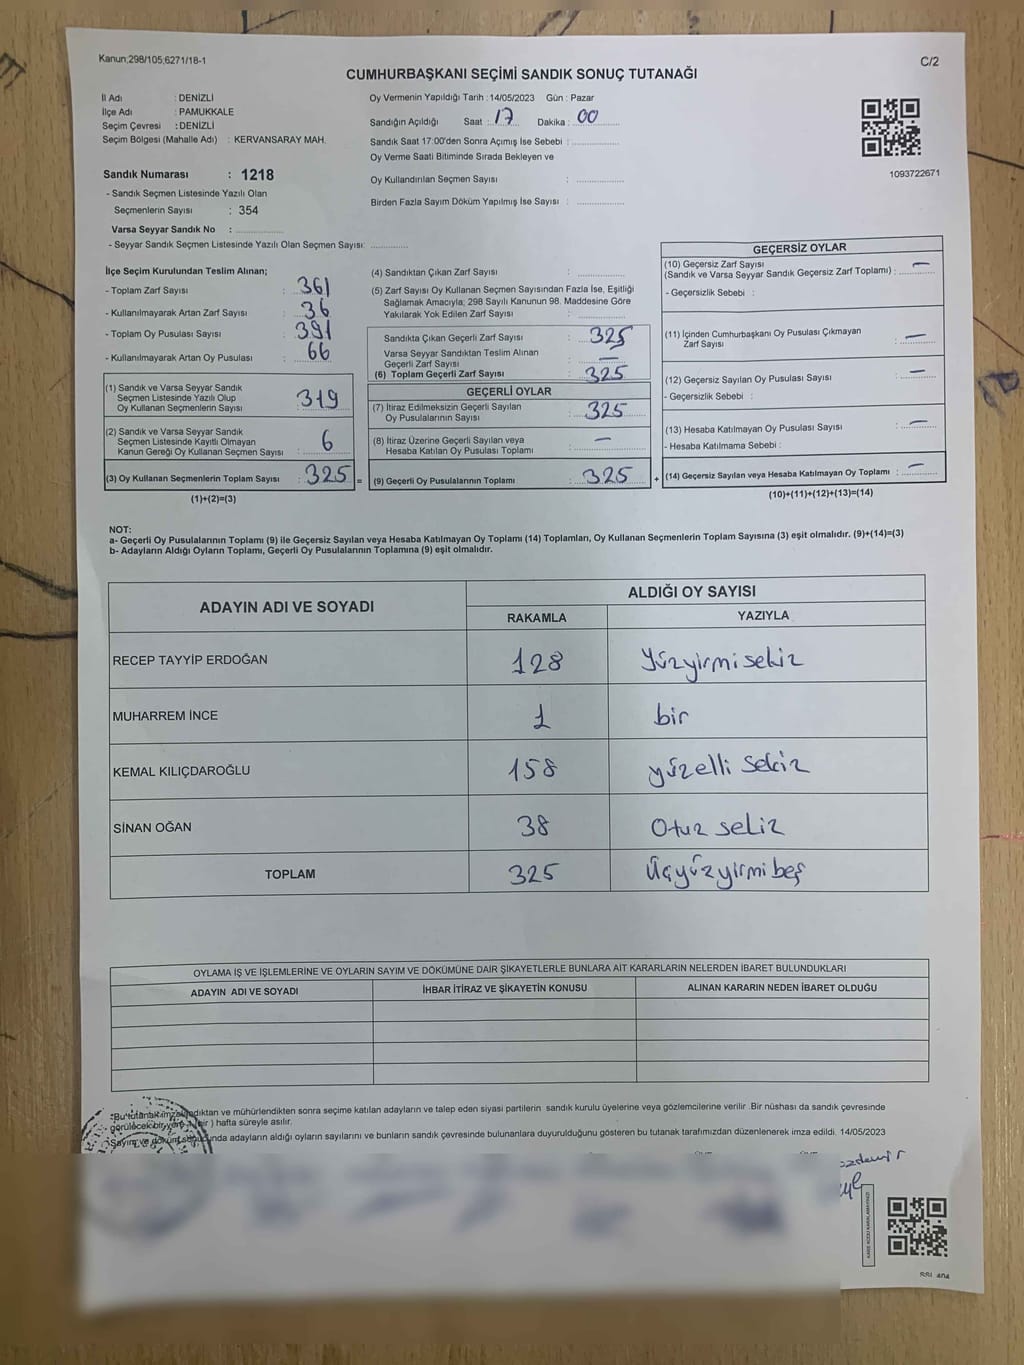 Kanun;298/105;6271/18-1
C/2
CUMHURBAŞKANI SEÇİMİ SANDIK SONUÇ TUTANAĞI
İl Adı : DENİZLİ
İlçe Adı : PAMUKKALE
Seçim Çevresi : DENİZLİ
Seçim Bölgesi (Mahalle Adı) : KERVANSARAY MAH.
Oy Vermenin Yapıldığı Tarih : 14/05/2023 Gün : Pazar
Sandığın Açıldığı Saat : 17 Dakika : 00
Sandık Saat 17:00'den Sonra Açımış İse Sebebi :
Oy Verme Saati Bitiminde Sırada Bekleyen ve
Oy Kullandırılan Seçmen Sayısı :
Birden Fazla Sayım Döküm Yapılmış İse Sayısı :
1093722671
Sandık Numarası : 1218
- Sandık Seçmen Listesinde Yazılı Olan
Seçmenlerin Sayısı : 354
Varsa Seyyar Sandık No :
- Seyyar Sandık Seçmen Listesinde Yazılı Olan Seçmen Sayısı:
İlçe Seçim Kurulundan Teslim Alınan;
- Toplam Zarf Sayısı : 361
- Kullanılmayarak Artan Zarf Sayısı : 36
- Toplam Oy Pusulası Sayısı : 391
- Kullanılmayarak Artan Oy Pusulası : 66
(1) Sandık ve Varsa Seyyar Sandık
Seçmen Listesinde Yazılı Olup
Oy Kullanan Seçmenlerin Sayısı : 319
(2) Sandık ve Varsa Seyyar Sandık
Seçmen Listesinde Kayıtlı Olmayan
Kanun Gereği Oy Kullanan Seçmen Sayısı : 6
(3) Oy Kullanan Seçmenlerin Toplam Sayısı : 325 =
(1)+(2)=(3)
(4) Sandıktan Çıkan Zarf Sayısı :
(5) Zarf Sayısı Oy Kullanan Seçmen Sayısından Fazla İse, Eşitliği
Sağlamak Amacıyla; 298 Sayılı Kanunun 98. Maddesine Göre
Yakılarak Yok Edilen Zarf Sayısı :
Sandıkta Çıkan Geçerli Zarf Sayısı : 325
Varsa Seyyar Sandıktan Teslim Alınan
Geçerli Zarf Sayısı : —
(6) Toplam Geçerli Zarf Sayısı : 325
GEÇERLİ OYLAR
(7) İtiraz Edilmeksizin Geçerli Sayılan
Oy Pusulalarının Sayısı : 325
(8) İtiraz Üzerine Geçerli Sayılan veya
Hesaba Katılan Oy Pusulası Toplamı : —
(9) Geçerli Oy Pusulalarının Toplamı : 325 +
GEÇERSİZ OYLAR
(10) Geçersiz Zarf Sayısı
(Sandık ve Varsa Seyyar Sandık Geçersiz Zarf Toplamı) : —
- Geçersizlik Sebebi :
(11) İçinden Cumhurbaşkanı Oy Pusulası Çıkmayan
Zarf Sayısı : —
(12) Geçersiz Sayılan Oy Pusulası Sayısı : —
- Geçersizlik Sebebi :
(13) Hesaba Katılmayan Oy Pusulası Sayısı : —
- Hesaba Katılmama Sebebi :
(14) Geçersiz Sayılan veya Hesaba Katılmayan Oy Toplamı : —
(10)+(11)+(12)+(13)=(14)
NOT:
a- Geçerli Oy Pusulalarının Toplamı (9) ile Geçersiz Sayılan veya Hesaba Katılmayan Oy Toplamı (14) Toplamları, Oy Kullanan Seçmenlerin Toplam Sayısına (3) eşit olmalıdır. (9)+(14)=(3)
b- Adayların Aldığı Oyların Toplamı, Geçerli Oy Pusulalarının Toplamına (9) eşit olmalıdır.
ADAYIN ADI VE SOYADI ALDIĞI OY SAYISI
RAKAMLA YAZIYLA
RECEP TAYYİP ERDOĞAN 128 Yüzyirmisekiz
MUHARREM İNCE 1 bir
KEMAL KILIÇDAROĞLU 158 yüzelli sekiz
SİNAN OĞAN 38 Otuz sekiz
TOPLAM 325 Üçyüzyirmi beş
OYLAMA İŞ VE İŞLEMLERİNE VE OYLARIN SAYIM VE DÖKÜMÜNE DAİR ŞİKAYETLERLE BUNLARA AİT KARARLARIN NELERDEN İBARET BULUNDUKLARI
ADAYIN ADI VE SOYADI İHBAR İTİRAZ VE ŞİKAYETİN KONUSU ALINAN KARARIN NEDEN İBARET OLDUĞU
"Bu tutanak imzalandıktan ve mühürlendikten sonra seçime katılan adayların ve talep eden siyasi partilerin sandık kurulu üyelerine veya gözlemcilerine verilir .Bir nüshası da sandık çevresinde
görülecek bir yere 1 (bir ) hafta süreyle asılır.
Sayım ve döküm sonucunda adayların aldığı oyların sayılarını ve bunların sandık çevresinde bulunanlara duyurulduğunu gösteren bu tutanak tarafımızdan düzenlenerek imza edildi. 14/05/2023